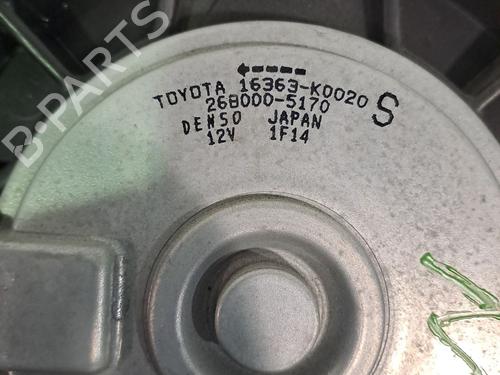 TOYOTA 16363-K0020 S
268000-5170
DENSO JAPAN
12V 1F14
B-PARTS